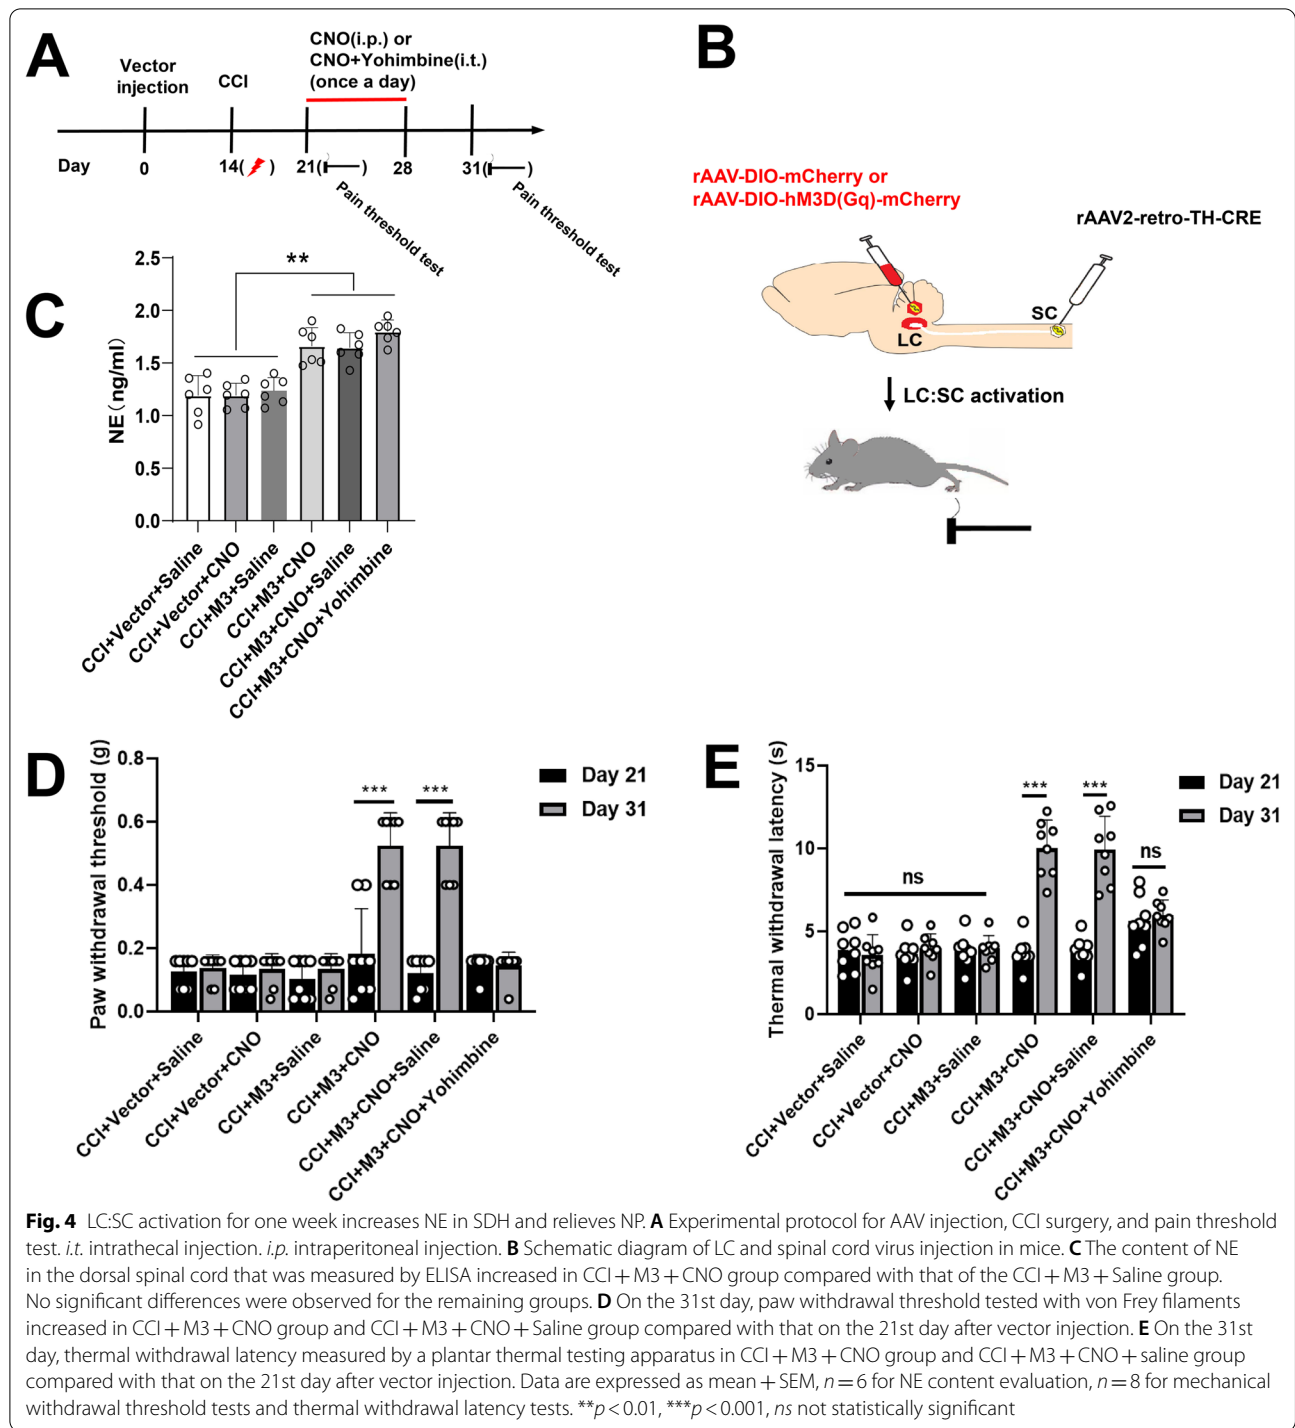 A
Vector
injection
CCI
CNO(i.p.) or
CNO+Yohimbine(i.t.)
(once a day)
Day
0
14( )
21( )
28
31( )
Pain threshold test
Pain threshold test
B
rAAV-DIO-mCherry or
rAAV-DIO-hM3D(Gq)-mCherry
rAAV2-retro-TH-CRE
SC
LC
LC:SC activation
C
NE(ng/ml)
2.5
2.0
1.5
1.0
0.5
0.0
**
CCI+Vector+Saline
CCI+Vector+CNO
CCI+M3+Saline
CCI+M3+CNO
CCI+M3+CNO+Saline
CCI+M3+CNO+Yohimbine
D
Paw withdrawal threshold (g)
0.8
0.6
0.4
0.2
0.0
***
***
Day 21
Day 31
CCI+Vector+Saline
CCI+Vector+CNO
CCI+M3+Saline
CCI+M3+CNO
CCI+M3+CNO+Saline
CCI+M3+CNO+Yohimbine
E
Thermal withdrawal latency (s)
15
10
5
0
ns
***
***
ns
Day 21
Day 31
CCI+Vector+Saline
CCI+Vector+CNO
CCI+M3+Saline
CCI+M3+CNO
CCI+M3+CNO+Saline
CCI+M3+CNO+Yohimbine
Fig. 4 LC:SC activation for one week increases NE in SDH and relieves NP. A Experimental protocol for AAV injection, CCI surgery, and pain threshold
test. i.t. intrathecal injection. i.p. intraperitoneal injection. B Schematic diagram of LC and spinal cord virus injection in mice. C The content of NE
in the dorsal spinal cord that was measured by ELISA increased in CCI + M3 + CNO group compared with that of the CCI + M3 + Saline group.
No significant differences were observed for the remaining groups. D On the 31st day, paw withdrawal threshold tested with von Frey filaments
increased in CCI + M3 + CNO group and CCI + M3 + CNO + Saline group compared with that on the 21st day after vector injection. E On the 31st
day, thermal withdrawal latency measured by a plantar thermal testing apparatus in CCI + M3 + CNO group and CCI + M3 + CNO + saline group
compared with that on the 21st day after vector injection. Data are expressed as mean + SEM, n = 6 for NE content evaluation, n = 8 for mechanical
withdrawal threshold tests and thermal withdrawal latency tests. **p < 0.01, ***p < 0.001, ns not statistically significant